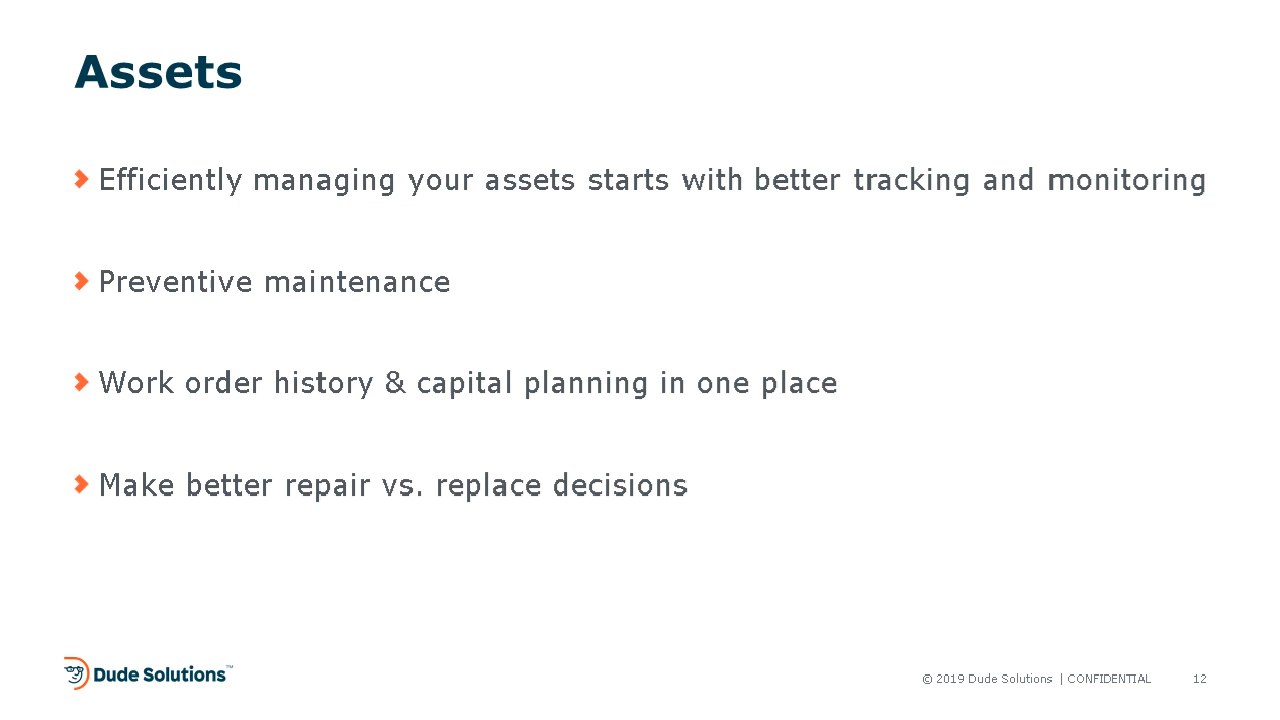 Assets
Efficiently managing your assets starts with better tracking and monitoring
Preventive maintenance
Work order history & capital planning in one place
Make better repair vs. replace decisions
Dude Solutions™
© 2019 Dude Solutions | CONFIDENTIAL 12